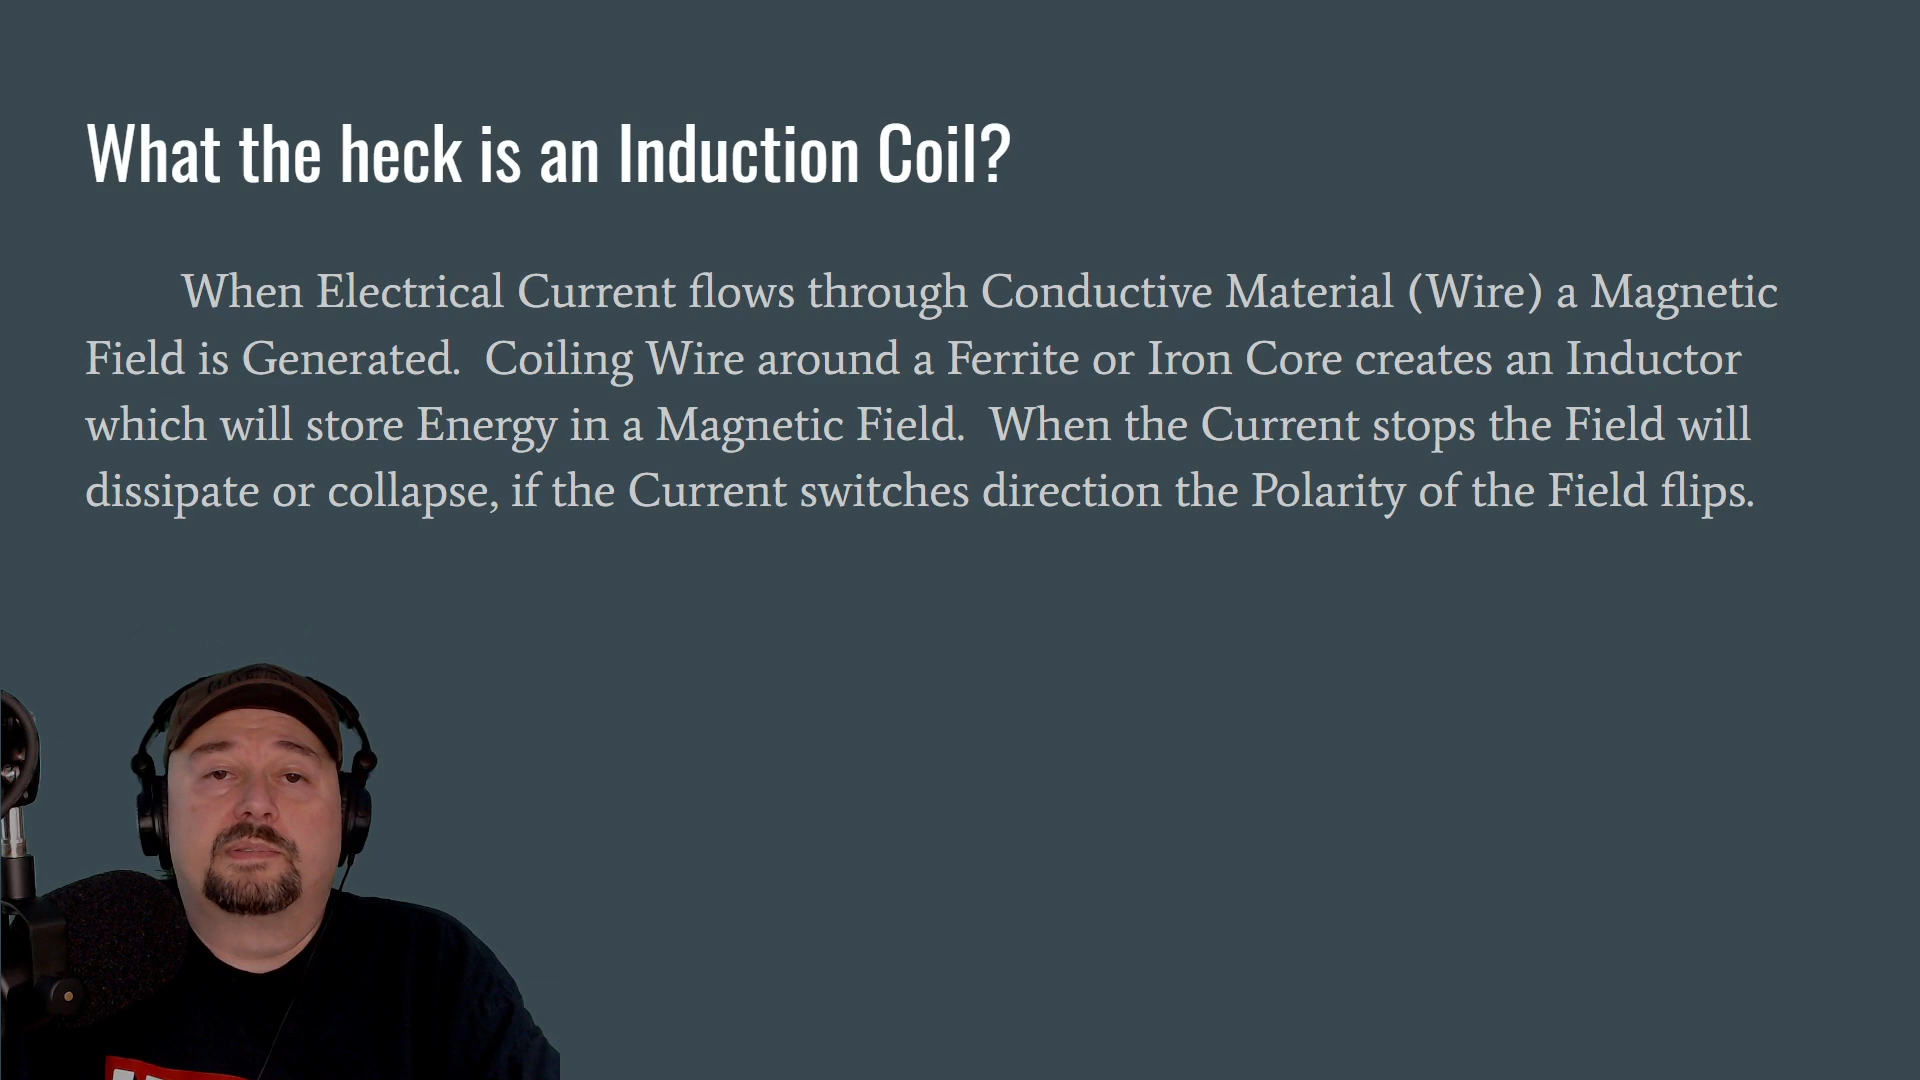 What the heck is an Induction Coil?
When Electrical Current flows through Conductive Material (Wire) a Magnetic
Field is Generated.  Coiling Wire around a Ferrite or Iron Core creates an Inductor
which will store Energy in a Magnetic Field.  When the Current stops the Field will
dissipate or collapse, if the Current switches direction the Polarity of the Field flips.